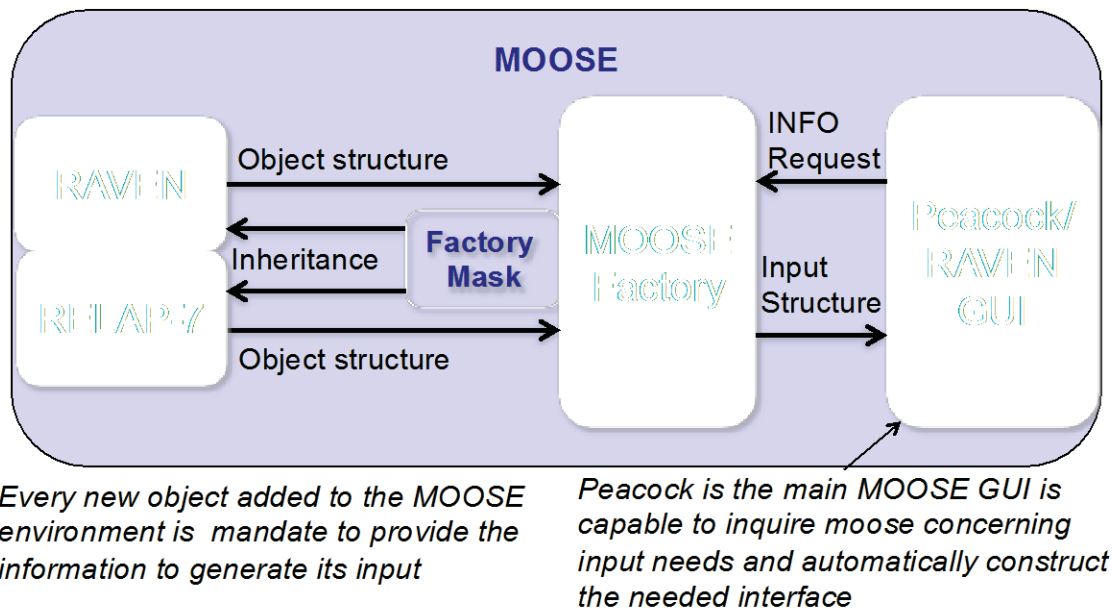 MOOSE
RAVEN
RELAP-7
Object structure
Inheritance
Object structure
Factory
Mask
MOOSE
Factory
INFO
Request
Input
Structure
Peacock/
RAVEN
GUI
Every new object added to the MOOSE
environment is mandate to provide the
information to generate its input
Peacock is the main MOOSE GUI is
capable to inquire moose concerning
input needs and automatically construct
the needed interface